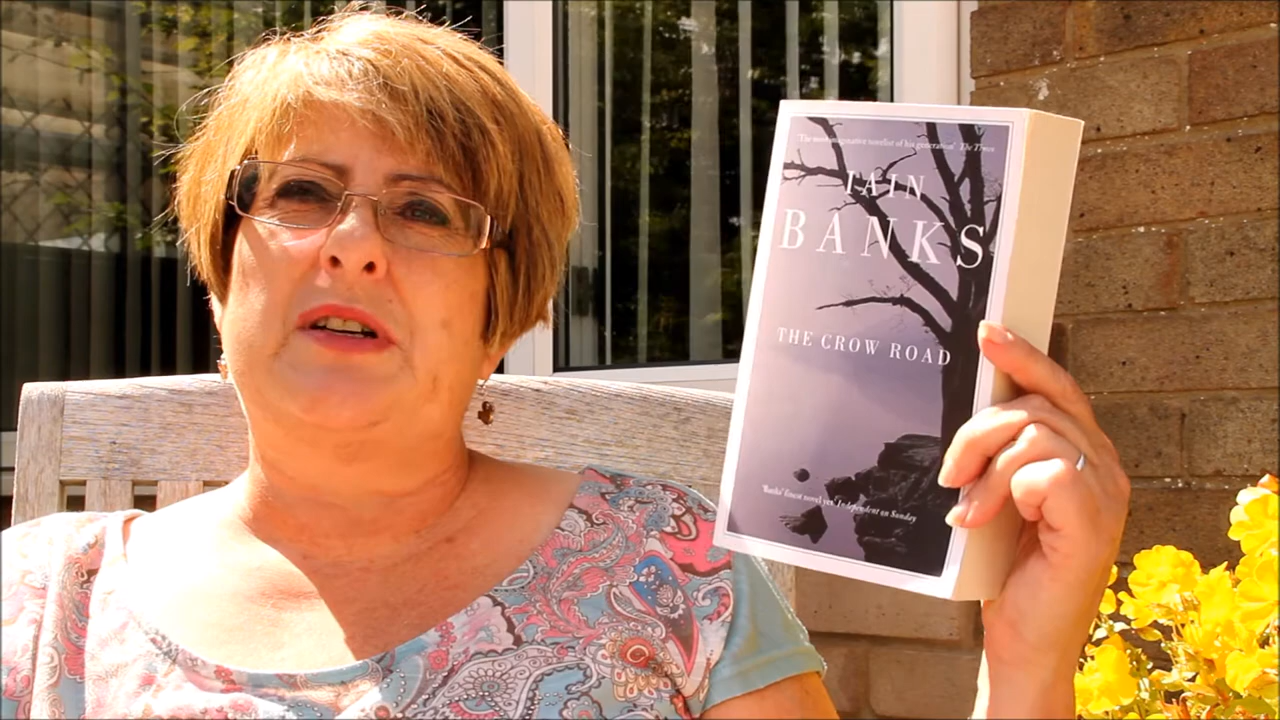 'The most imaginative novelist of his generation' The Times
IAIN
BANKS
THE CROW ROAD
'Banks' finest novel yet' Independent on Sunday